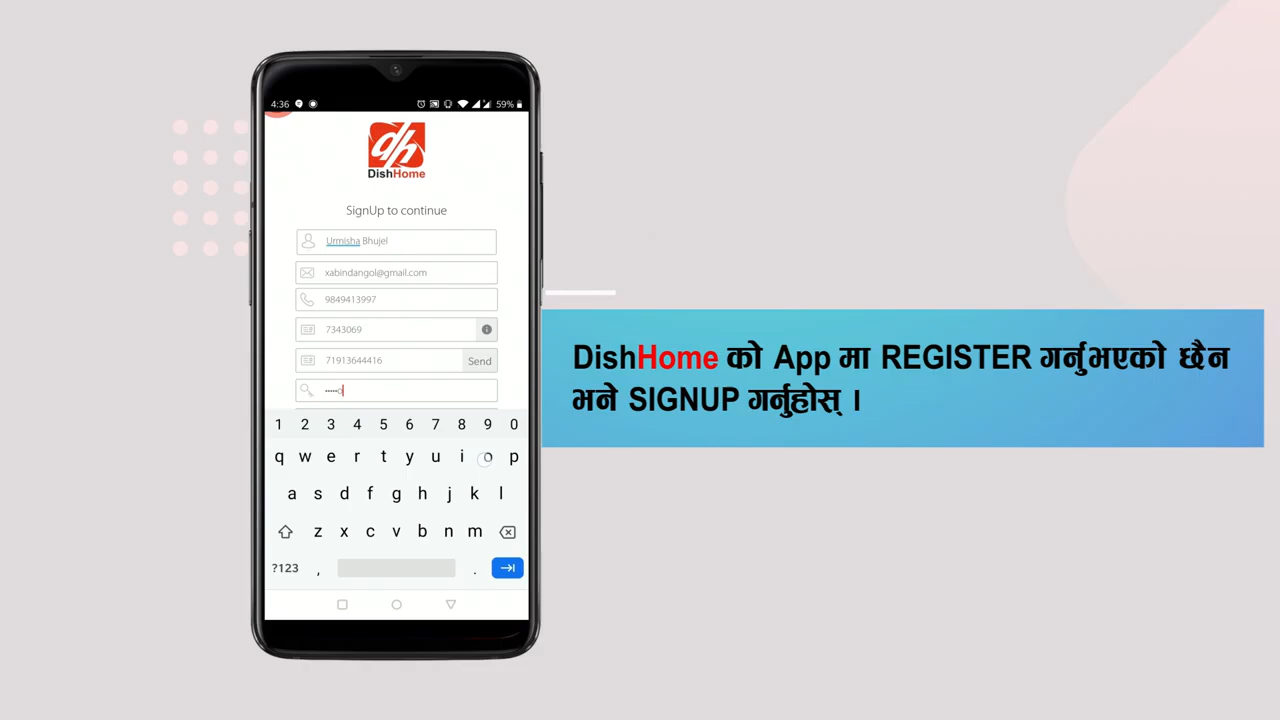 4:36 59%
dh
DishHome
SignUp to continue
Urmisha Bhujel
xabindangol@gmail.com
9849413997
7343069
71913644416 Send
•••••o
1 2 3 4 5 6 7 8 9 0
q w e r t y u i o p
a s d f g h j k l
z x c v b n m
?123 , .
DishHome को App मा REGISTER गर्नुभएको छैन
भने SIGNUP गर्नुहोस् ।